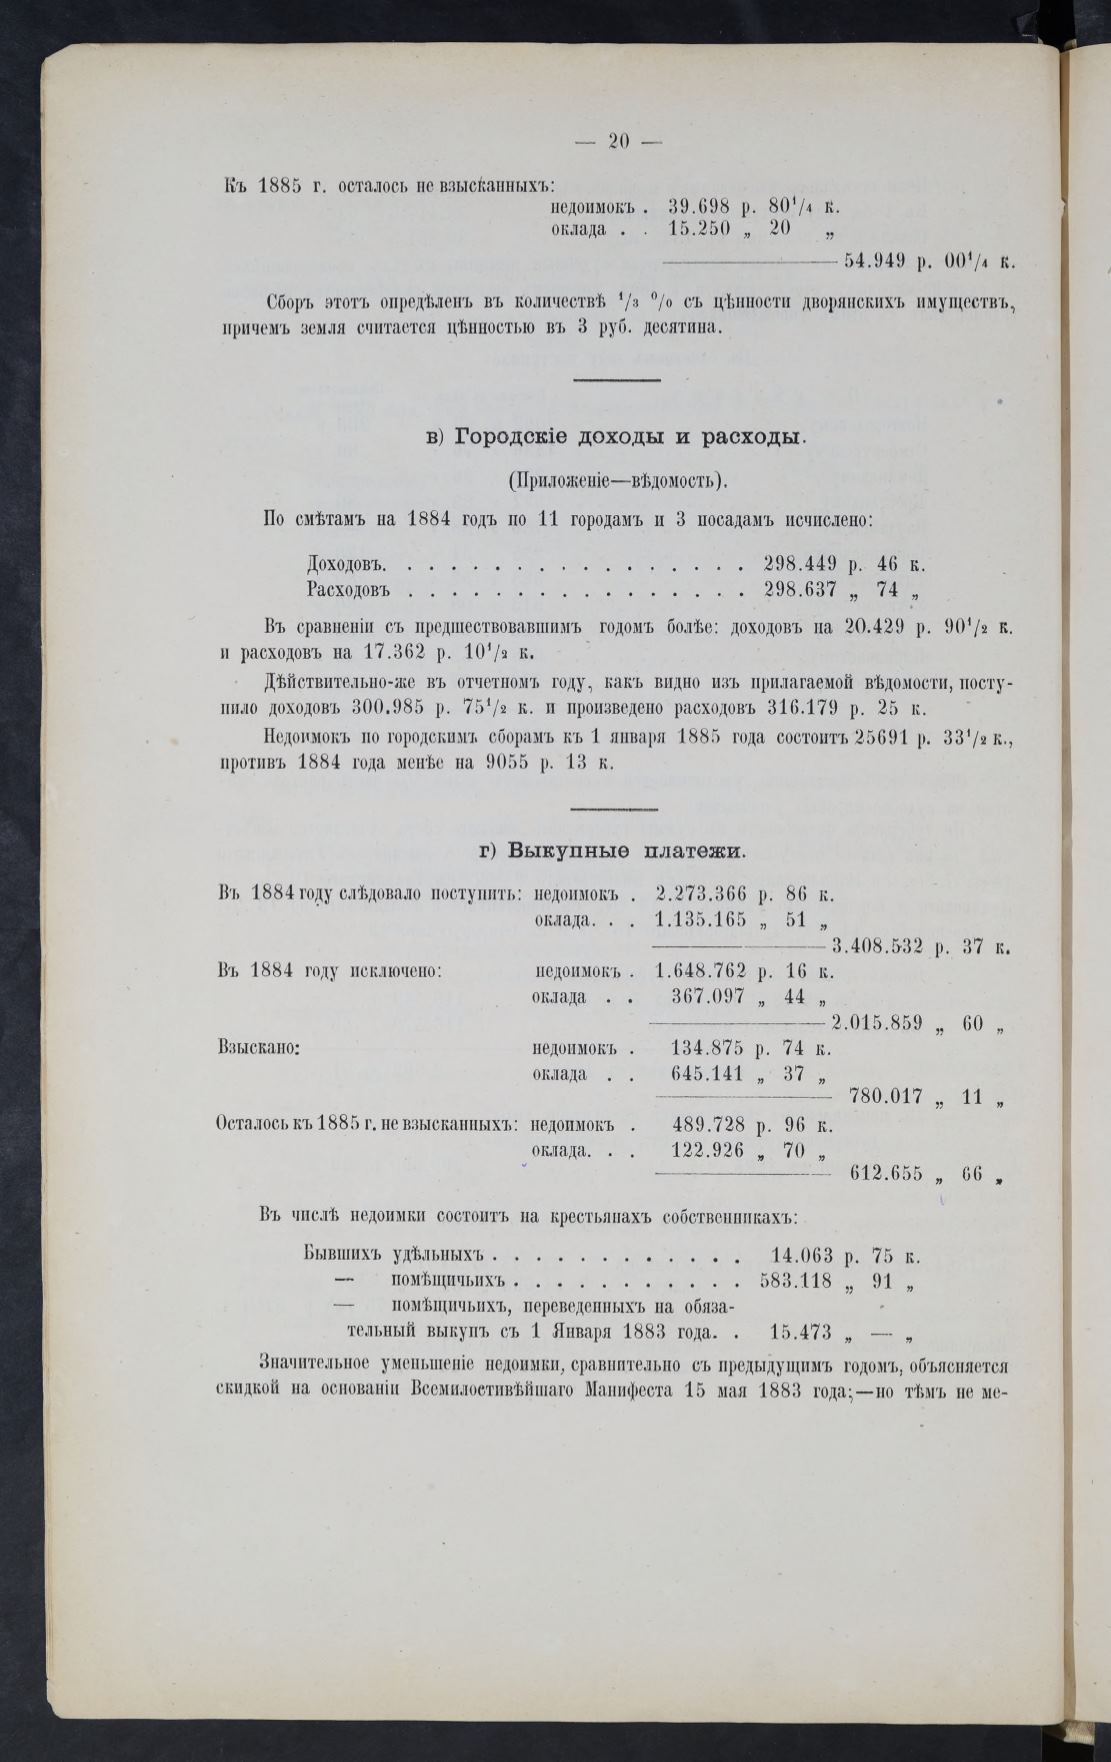 — 20 —
Къ 1885 г. осталось не взысканныхъ:
недоимокъ . 39.698 р. 80¹/₄ к.
оклада . . 15.250 „ 20 „
54.949 р. 00¹/₄ к.
Сборъ этотъ опредѣленъ въ количествѣ ¹/₃ ⁰/₀ съ цѣнности дворянскихъ имуществъ,
причемъ земля считается цѣнностью въ 3 руб. десятина.
в) Городскіе доходы и расходы.
(Приложеніе—вѣдомость).
По смѣтамъ на 1884 годъ по 11 городамъ и 3 посадамъ исчислено:
Доходовъ. . . . . . . . . . . . . . . . . 298.449 р. 46 к.
Расходовъ . . . . . . . . . . . . . . . . 298.637 „ 74 „
Въ сравненіи съ предшествовавшимъ годомъ болѣе: доходовъ на 20.429 р. 90¹/₂ к.
и расходовъ на 17.362 р. 10¹/₂ к.
Дѣйствительно-же въ отчетномъ году, какъ видно изъ прилагаемой вѣдомости, посту-
пило доходовъ 300.985 р. 75¹/₂ к. и произведено расходовъ 316.179 р. 25 к.
Недоимокъ по городскимъ сборамъ къ 1 января 1885 года состоитъ 25691 р. 33¹/₂ к.,
противъ 1884 года менѣе на 9055 р. 13 к.
г) Выкупные платежи.
Въ 1884 году слѣдовало поступить: недоимокъ . 2.273.366 р. 86 к.
оклада. . . 1.135.165 „ 51 „
3.408.532 р. 37 к.
Въ 1884 году исключено: недоимокъ . 1.648.762 р. 16 к.
оклада . . 367.097 „ 44 „
2.015.859 „ 60 „
Взыскано: недоимокъ . 134.875 р. 74 к.
оклада . . 645.141 „ 37 „
780.017 „ 11 „
Осталось къ 1885 г. не взысканныхъ: недоимокъ . 489.728 р. 96 к.
оклада. . . 122.926 „ 70 „
612.655 „ 66 „
Въ числѣ недоимки состоитъ на крестьянахъ собственникахъ:
Бывшихъ удѣльныхъ . . . . . . . . . . . . 14.063 р. 75 к.
— помѣщичьихъ . . . . . . . . . . . 583.118 „ 91 „
— помѣщичьихъ, переведенныхъ на обяза-
тельный выкупъ съ 1 Января 1883 года. . 15.473 „ — „
Значительное уменьшеніе недоимки, сравнительно съ предыдущимъ годомъ, объясняется
скидкой на основаніи Всемилостивѣйшаго Манифеста 15 мая 1883 года;—но тѣмъ не ме-